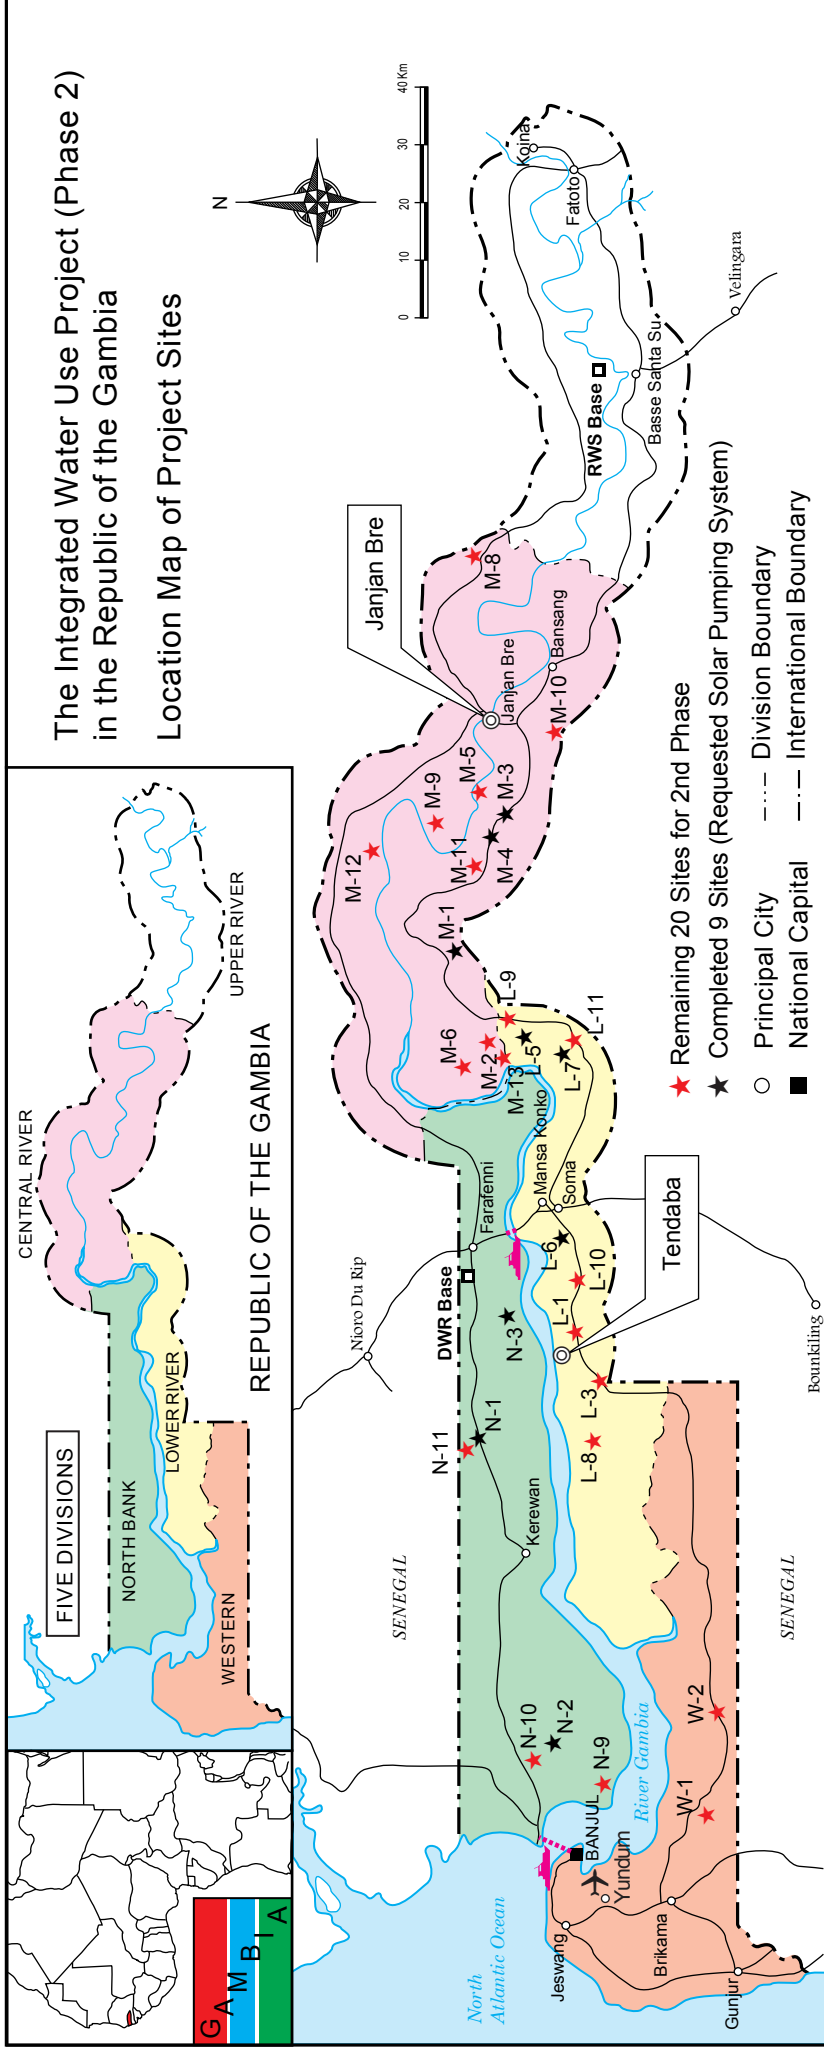 The Integrated Water Use Project (Phase 2)
in the Republic of the Gambia
Location Map of Project Sites
N
0 10 20 30 40Km
FIVE DIVISIONS
CENTRAL RIVER
NORTH BANK
LOWER RIVER
WESTERN
UPPER RIVER
REPUBLIC OF THE GAMBIA
GAMBIA
SENEGAL
Nioro Du Rip
DWR Base
Farafenni
N-11
N-1
N-3
Kerewan
N-10
N-2
N-9
North
Atlantic Ocean
River Gambia
BANJUL
Yundum
Jeswang
Brikama
Gunjur
W-1
W-2
SENEGAL
L-8
L-3
L-1
L-10
L-6
Soma
Mansa Konko
Tendaba
Bounkiling
L-7
L-5
L-11
L-9
M-13
M-2
M-6
M-1
M-12
M-11
M-9
M-4
M-5
M-3
M-10
Janjan Bre
Janjan Bre
Bansang
M-8
RWS Base
Basse Santa Su
Velingara
Fatoto
Koina
Remaining 20 Sites for 2nd Phase
Completed 9 Sites (Requested Solar Pumping System)
Principal City
Division Boundary
National Capital
International Boundary